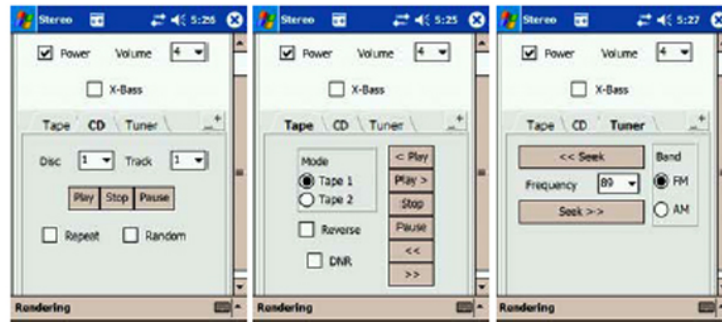 Stereo 5:26
Power Volume 4
X-Bass
Tape CD Tuner
Disc 1 Track 1
Play Stop Pause
Repeat Random
Rendering
Stereo 5:25
Power Volume 4
X-Bass
Tape CD Tuner
Mode
Tape 1
Tape 2
Reverse
DNR
< Play
Play >
Stop
Pause
<<
>>
Rendering
Stereo 5:27
Power Volume 4
X-Bass
Tape CD Tuner
<< Seek
Frequency 89
Seek >>
Band
FM
AM
Rendering